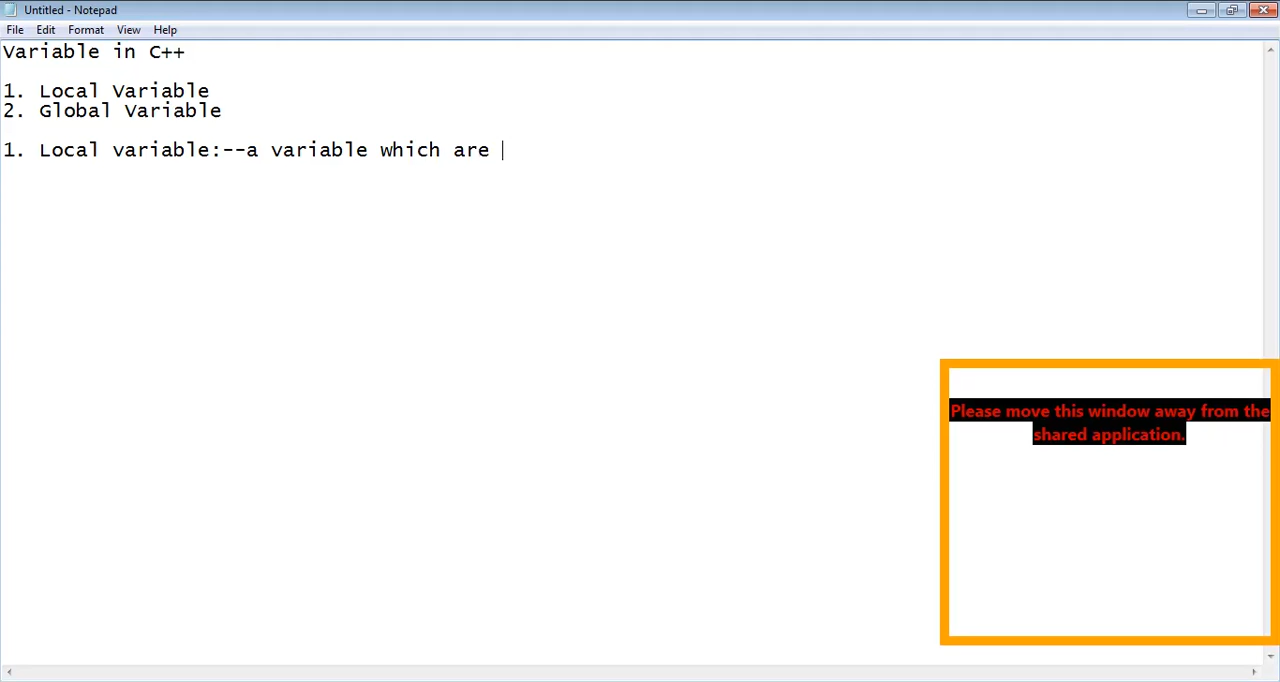 Untitled - Notepad
File Edit Format View Help
Variable in C++
1. Local Variable
2. Global Variable
1. Local variable:--a variable which are
Please move this window away from the
shared application.